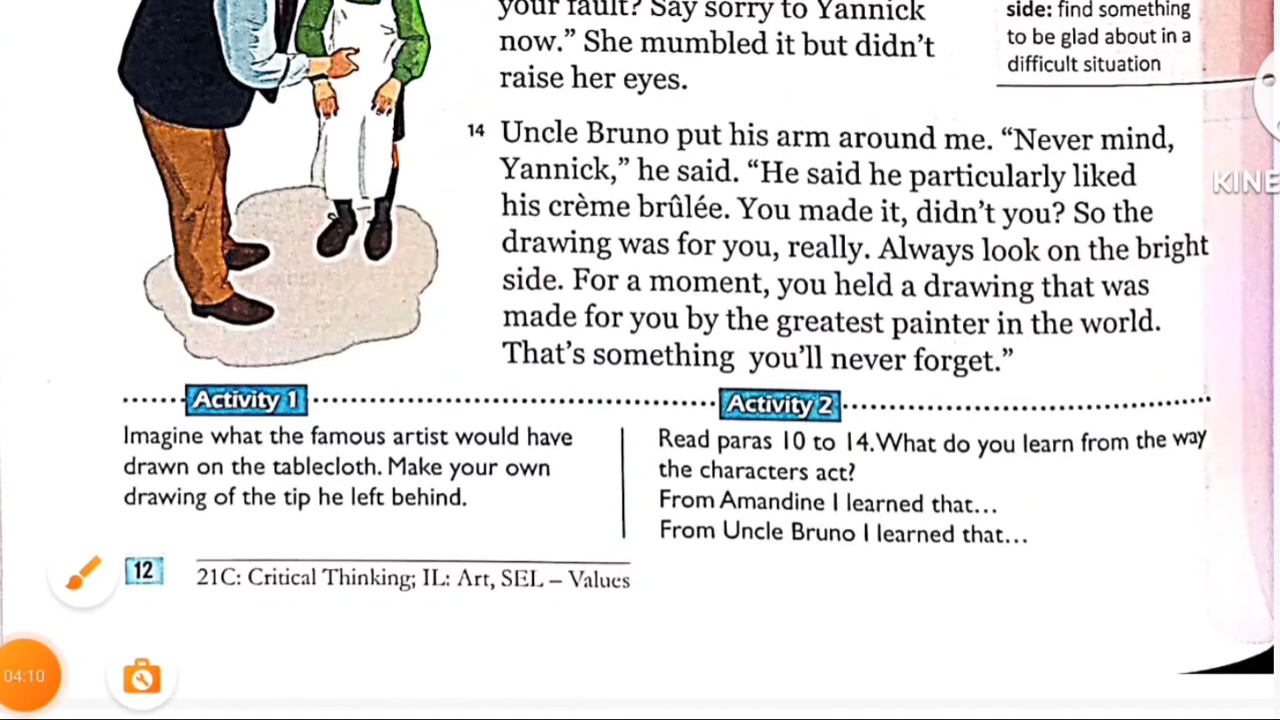 your fault? Say sorry to Yannick
now.” She mumbled it but didn’t
raise her eyes.
side: find something
to be glad about in a
difficult situation
14 Uncle Bruno put his arm around me. “Never mind,
Yannick,” he said. “He said he particularly liked
his crème brûlée. You made it, didn’t you? So the
drawing was for you, really. Always look on the bright
side. For a moment, you held a drawing that was
made for you by the greatest painter in the world.
That’s something you’ll never forget.”
KINE
Activity 1
Imagine what the famous artist would have
drawn on the tablecloth. Make your own
drawing of the tip he left behind.
Activity 2
Read paras 10 to 14.What do you learn from the way
the characters act?
From Amandine I learned that...
From Uncle Bruno I learned that...
12
21C: Critical Thinking; IL: Art, SEL – Values
04:10